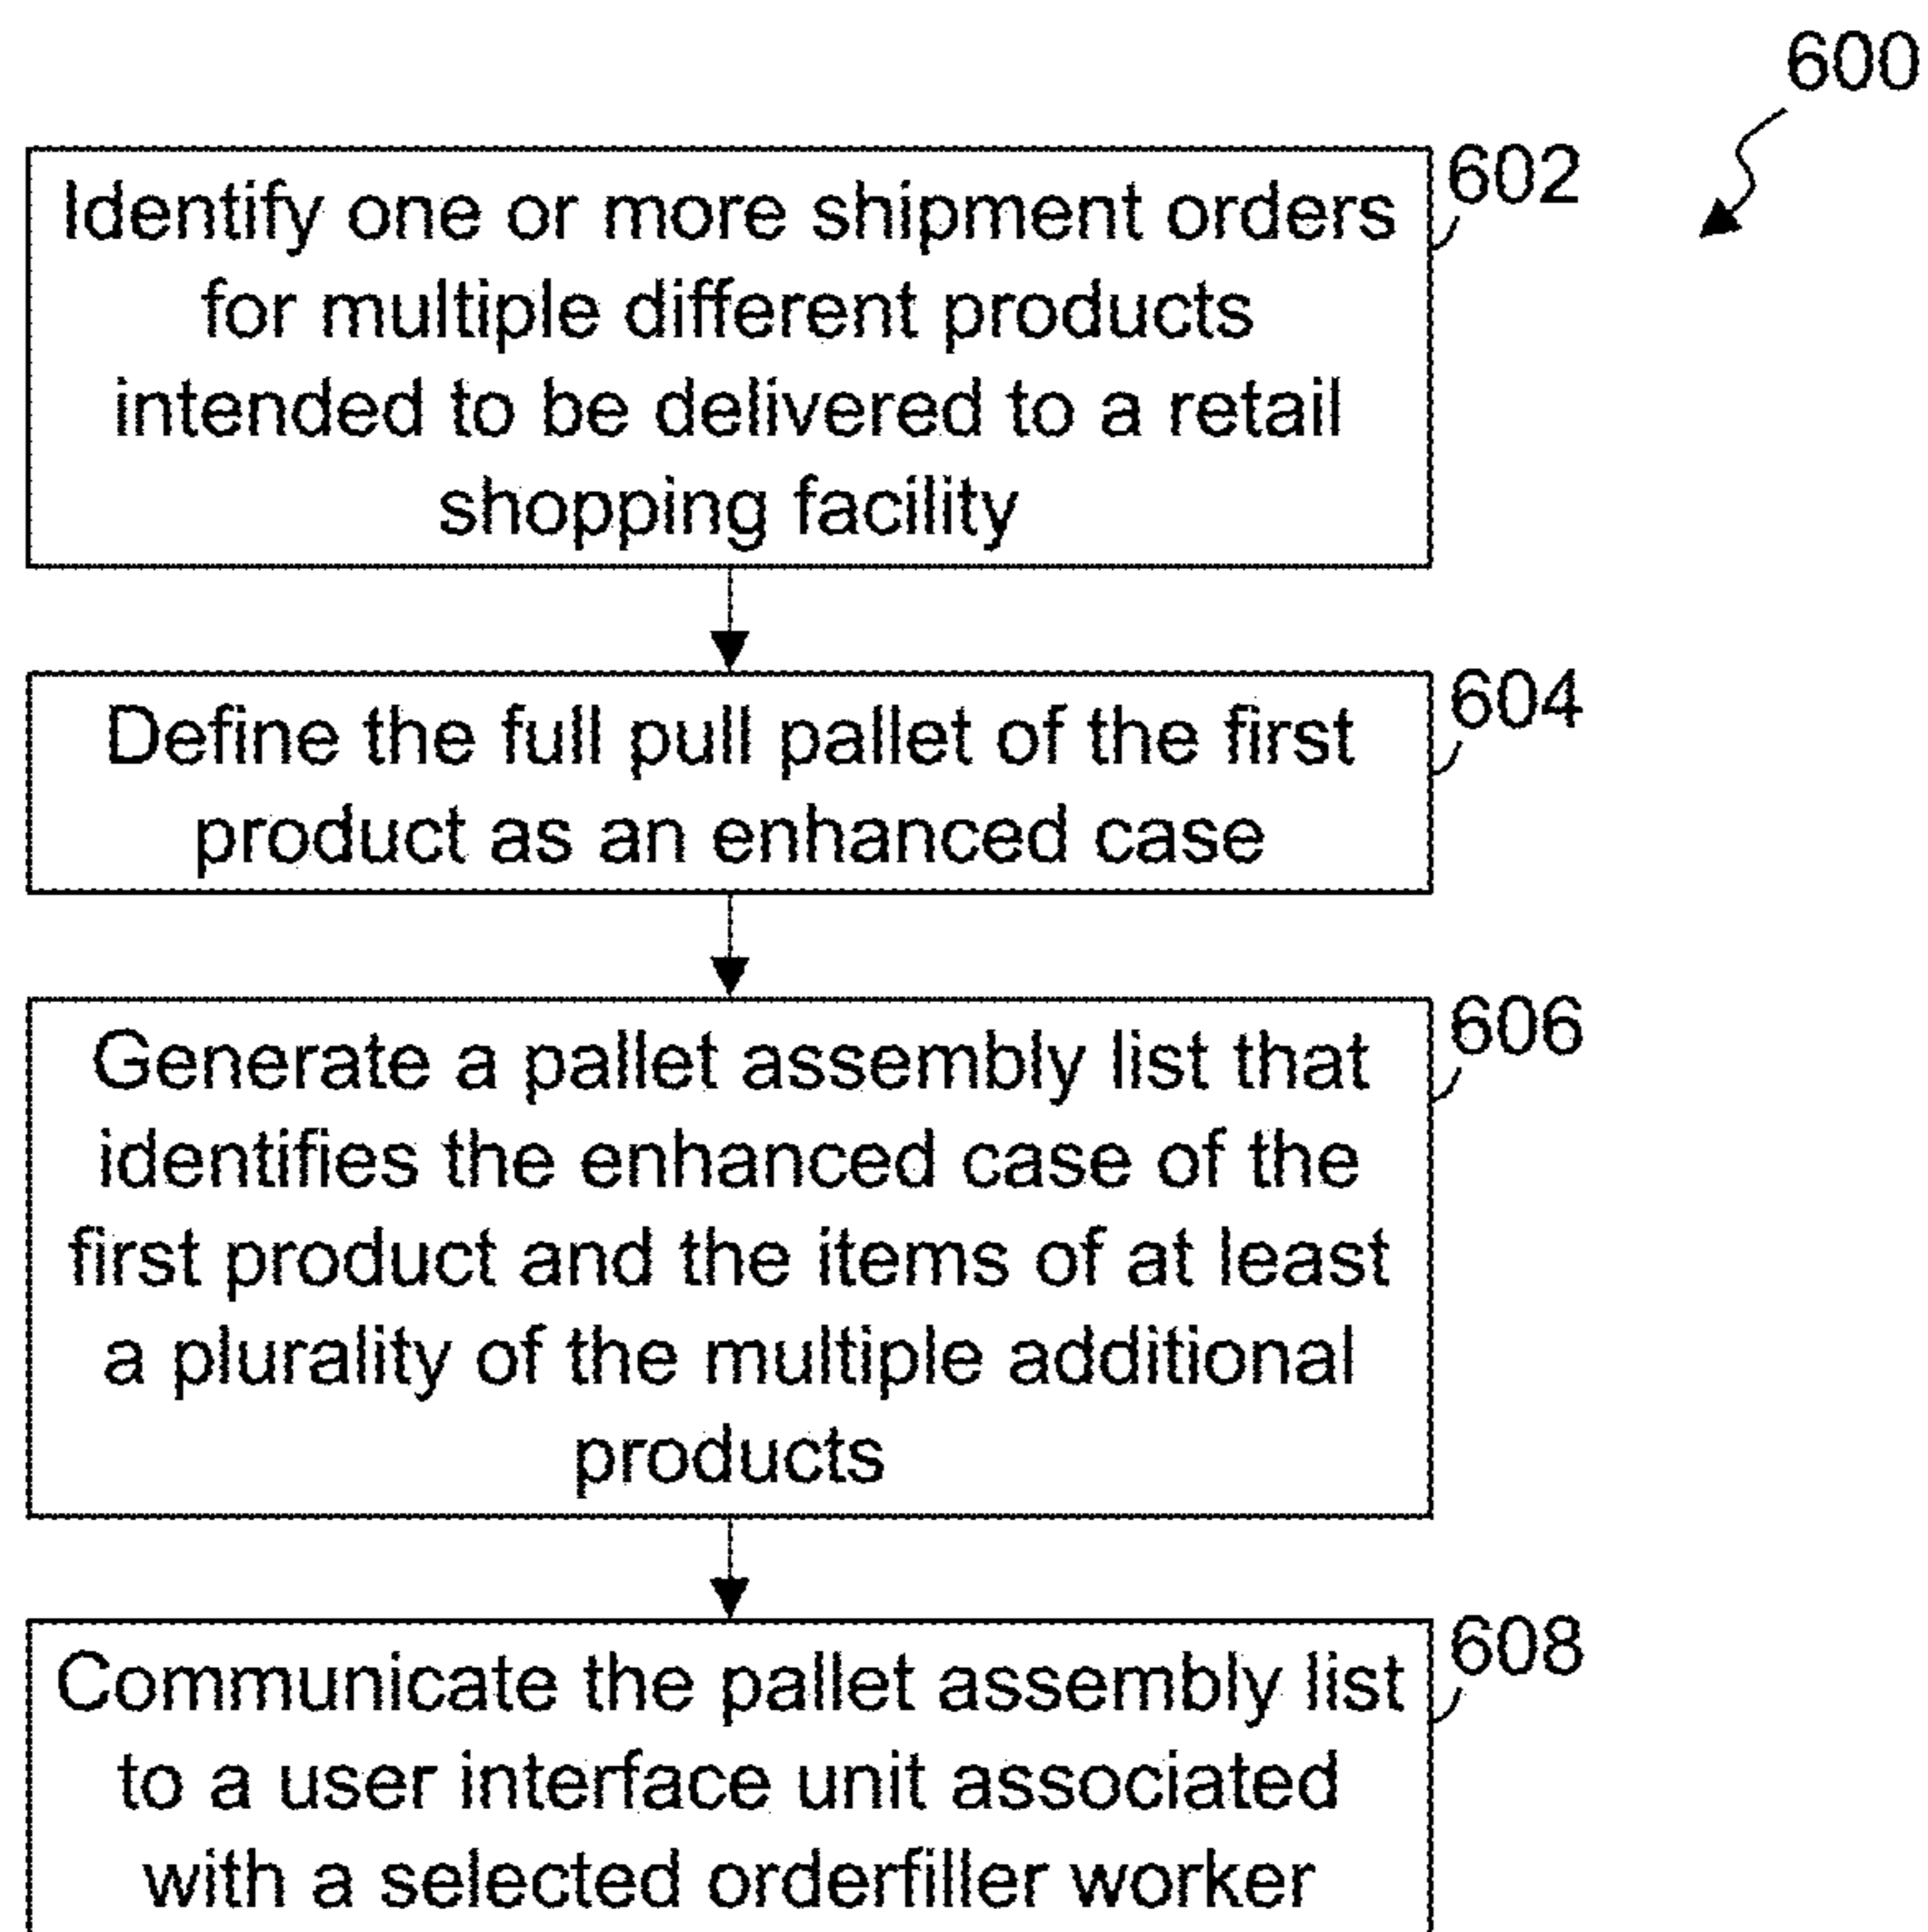 600
602
Identify one or more shipment orders
for multiple different products
intended to be delivered to a retail
shopping facility
604
Define the full pull pallet of the first
product as an enhanced case
606
Generate a pallet assembly list that
identifies the enhanced case of the
first product and the items of at least
a plurality of the multiple additional
products
608
Communicate the pallet assembly list
to a user interface unit associated
with a selected orderfiller worker